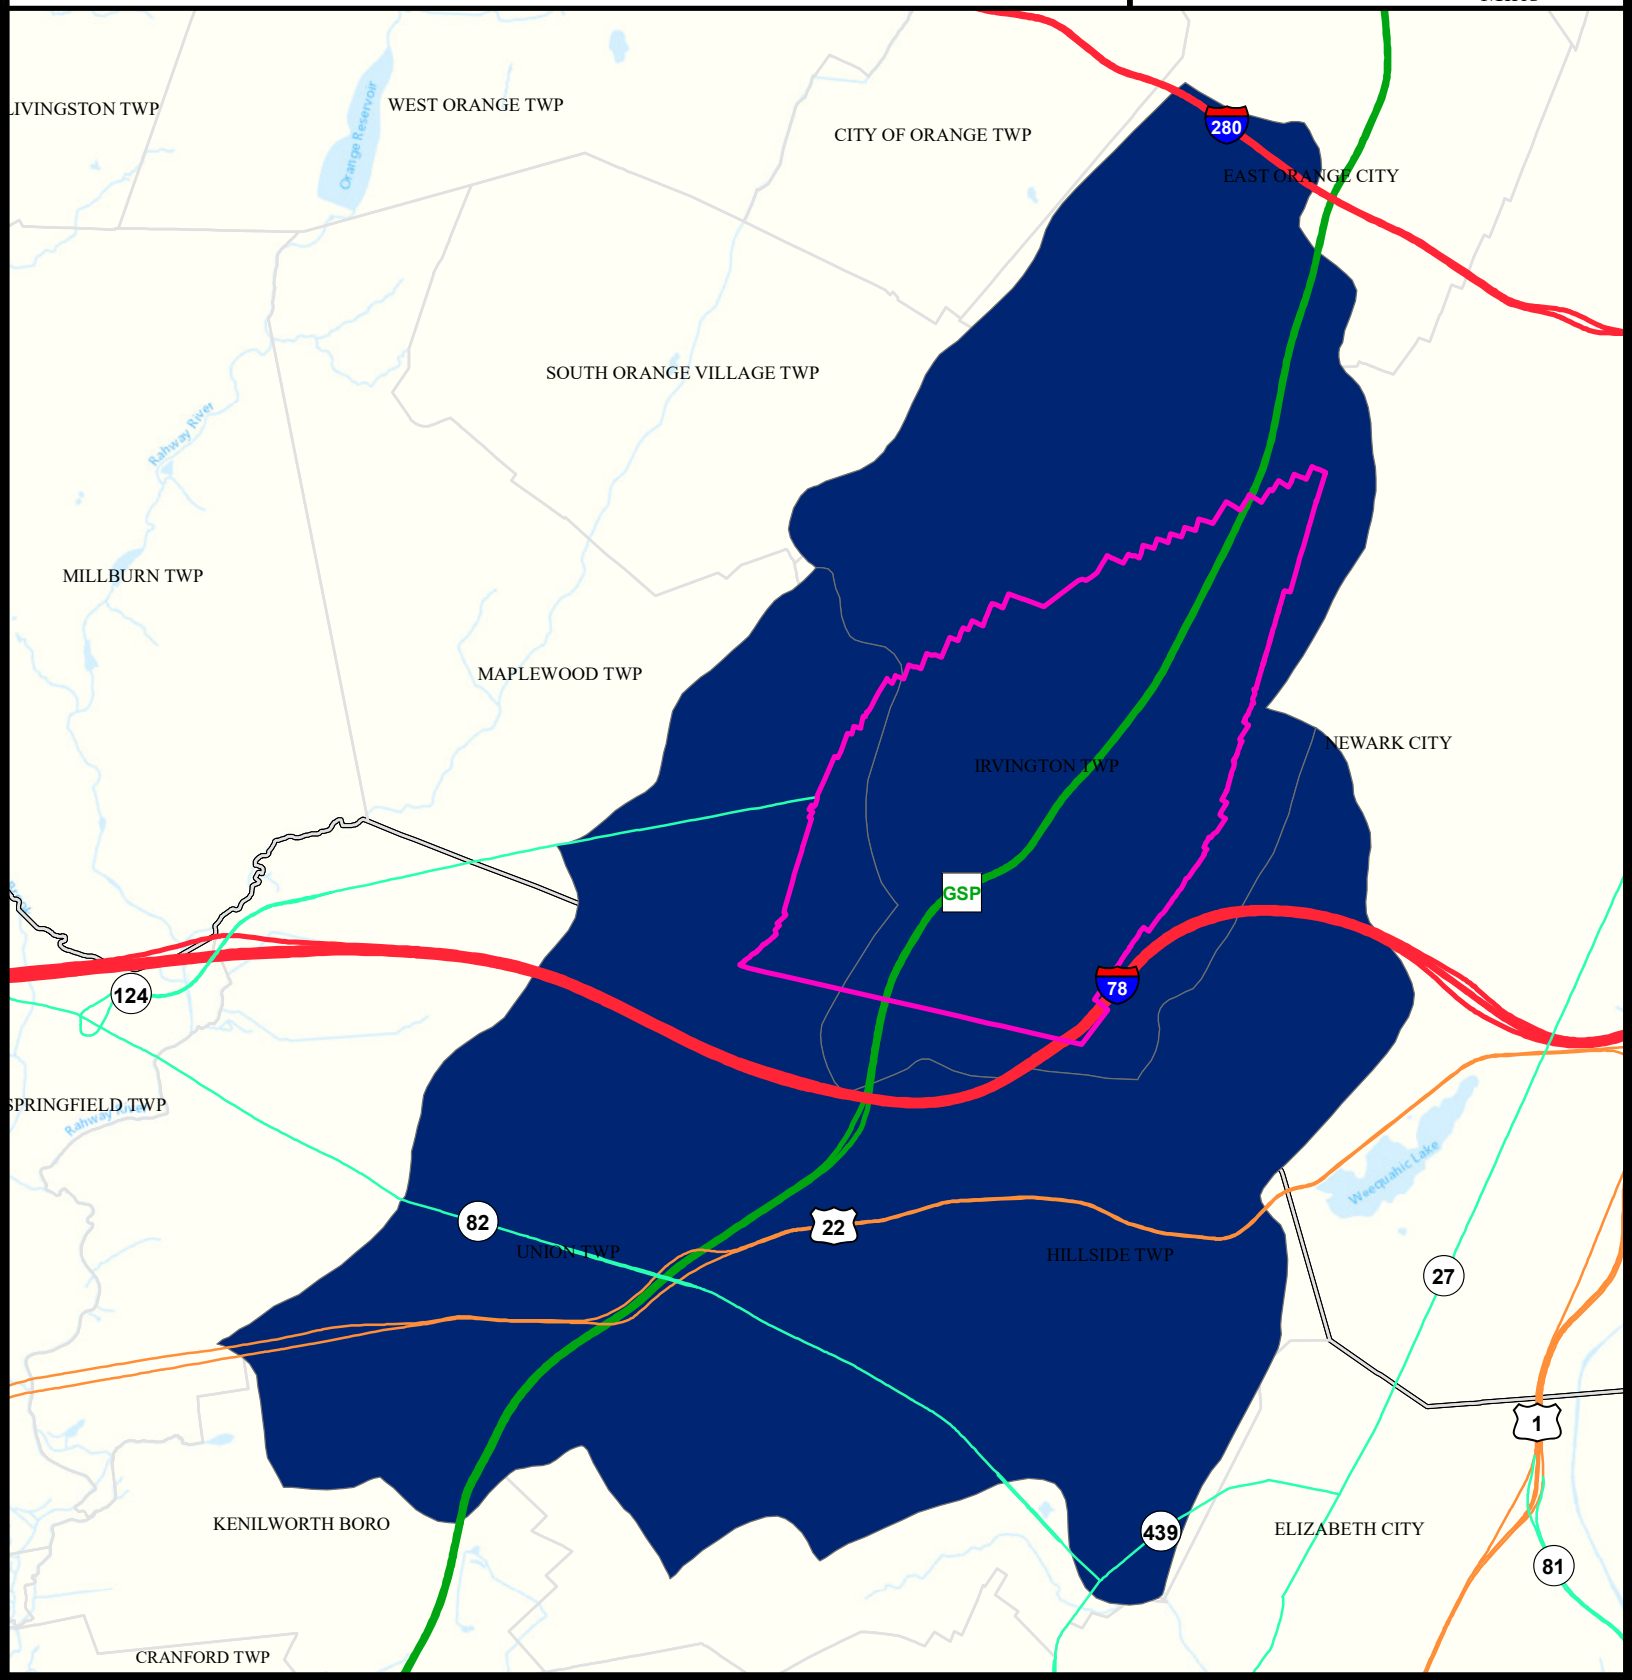 280
LIVINGSTON TWP
WEST ORANGE TWP
Orange Reservoir
CITY OF ORANGE TWP
EAST ORANGE CITY
SOUTH ORANGE VILLAGE TWP
Rahway River
MILLBURN TWP
MAPLEWOOD TWP
NEWARK CITY
IRVINGTON TWP
GSP
124
78
SPRINGFIELD TWP
Rahway River
Weequahic Lake
82
22
UNION TWP
HILLSIDE TWP
27
1
KENILWORTH BORO
439
ELIZABETH CITY
81
CRANFORD TWP